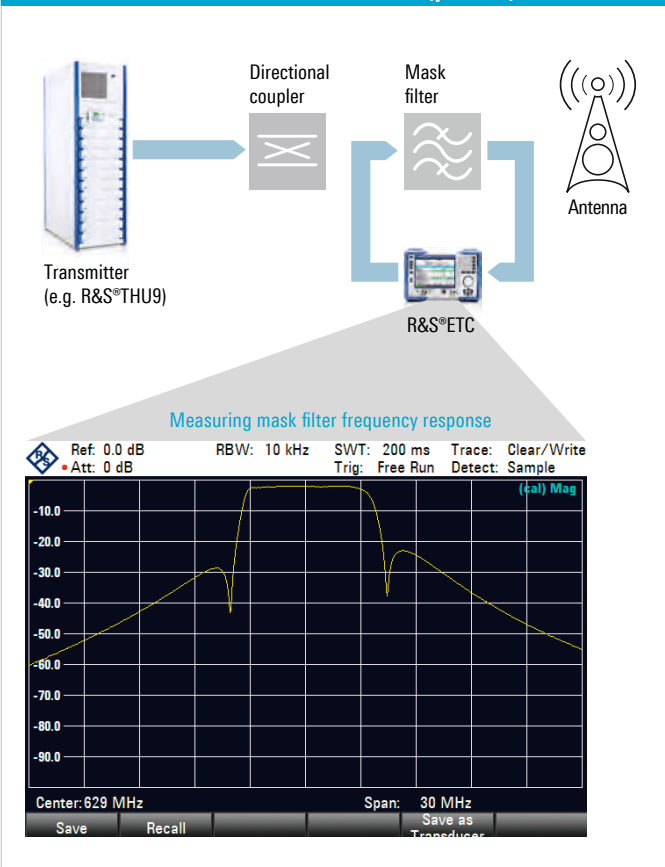 Directional
coupler
Mask
filter
Antenna
Transmitter
(e.g. R&S®THU9)
R&S®ETC
Measuring mask filter frequency response
R&S
Ref: 0.0 dB RBW: 10 kHz SWT: 200 ms Trace: Clear/Write
Att: 0 dB Trig: Free Run Detect: Sample
(cal) Mag
-10.0
-20.0
-30.0
-40.0
-50.0
-60.0
-70.0
-80.0
-90.0
Center: 629 MHz Span: 30 MHz
Save Recall Save as
Transducer